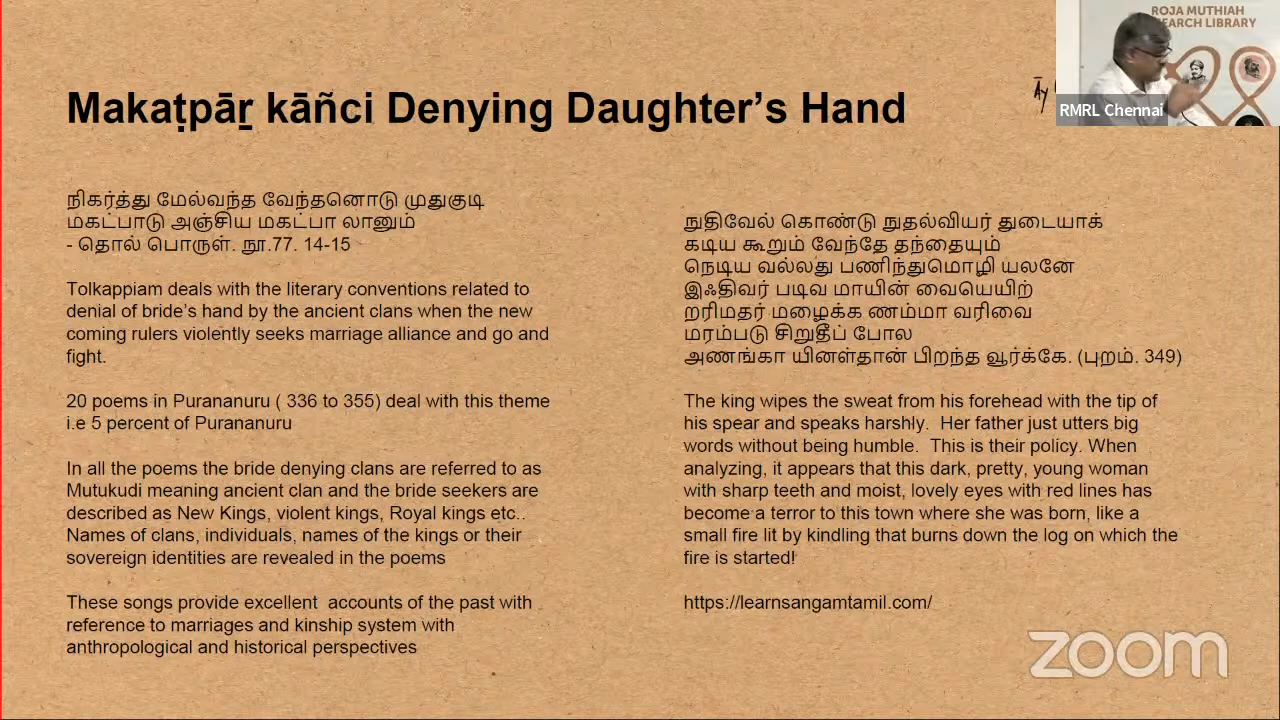 Makaṭpāṟ kāñci Denying Daughter’s Hand
நிகர்த்து மேல்வந்த வேந்தனொடு முதுகுடி
மகட்பாடு அஞ்சிய மகட்பா லானும்
- தொல் பொருள். நூ.77. 14-15
Tolkappiam deals with the literary conventions related to
denial of bride’s hand by the ancient clans when the new
coming rulers violently seeks marriage alliance and go and
fight.
20 poems in Purananuru ( 336 to 355) deal with this theme
i.e 5 percent of Purananuru
In all the poems the bride denying clans are referred to as
Mutukudi meaning ancient clan and the bride seekers are
described as New Kings, violent kings, Royal kings etc..
Names of clans, individuals, names of the kings or their
sovereign identities are revealed in the poems
These songs provide excellent  accounts of the past with
reference to marriages and kinship system with
anthropological and historical perspectives
நுதிவேல் கொண்டு நுதல்வியர் துடையாக்
கடிய கூறும் வேந்தே தந்தையும்
நெடிய வல்லது பணிந்துமொழி யலனே
இஃதிவர் படிவ மாயின் வையெயிற்
றரிமதர் மழைக்க ணம்மா வரிவை
மரம்படு சிறுதீப் போல
அணங்கா யினள்தான் பிறந்த வூர்க்கே. (புறம். 349)
The king wipes the sweat from his forehead with the tip of
his spear and speaks harshly.  Her father just utters big
words without being humble.  This is their policy. When
analyzing, it appears that this dark, pretty, young woman
with sharp teeth and moist, lovely eyes with red lines has
become a terror to this town where she was born, like a
small fire lit by kindling that burns down the log on which the
fire is started!
https://learnsangamtamil.com/
ROJA MUTHIAH
EARCH LIBRARY
RMRL Chennai
Āy
zoom